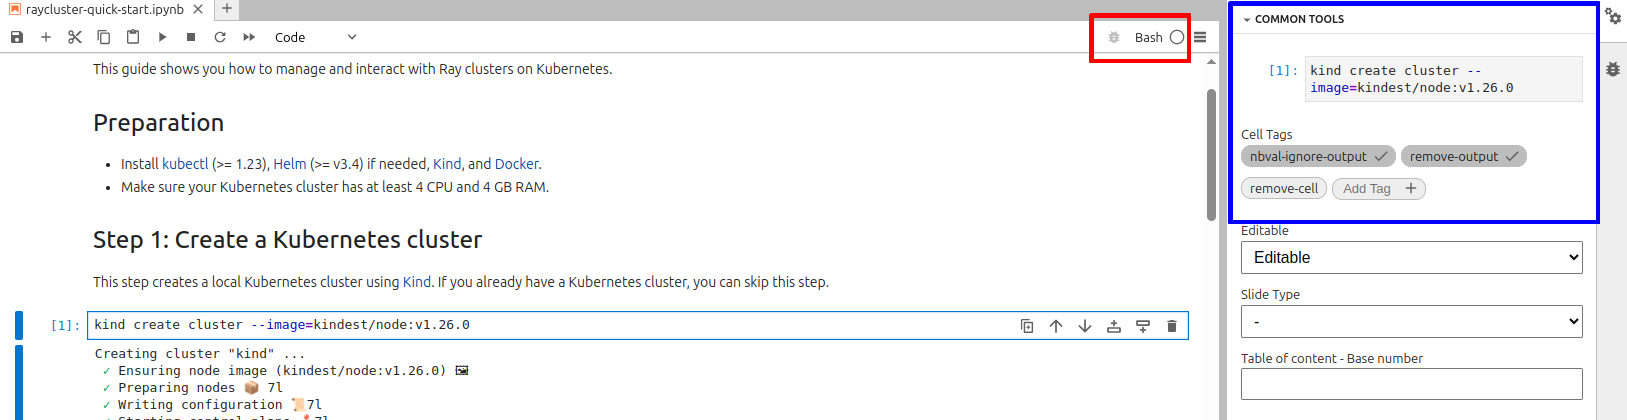 raycluster-quick-start.ipynb
Code
Bash
This guide shows you how to manage and interact with Ray clusters on Kubernetes.
Preparation
• Install kubectl (>= 1.23), Helm (>= v3.4) if needed, Kind, and Docker.
• Make sure your Kubernetes cluster has at least 4 CPU and 4 GB RAM.
Step 1: Create a Kubernetes cluster
This step creates a local Kubernetes cluster using Kind. If you already have a Kubernetes cluster, you can skip this step.
[1]: kind create cluster --image=kindest/node:v1.26.0
Creating cluster "kind" ...
✓ Ensuring node image (kindest/node:v1.26.0) 🖼
✓ Preparing nodes 📦 7l
✓ Writing configuration 📜7l
✓ Starting control-plane 🕹7l
COMMON TOOLS
[1]: kind create cluster --
image=kindest/node:v1.26.0
Cell Tags
nbval-ignore-output ✓ remove-output ✓
remove-cell Add Tag +
Editable
Editable
Slide Type
-
Table of content - Base number